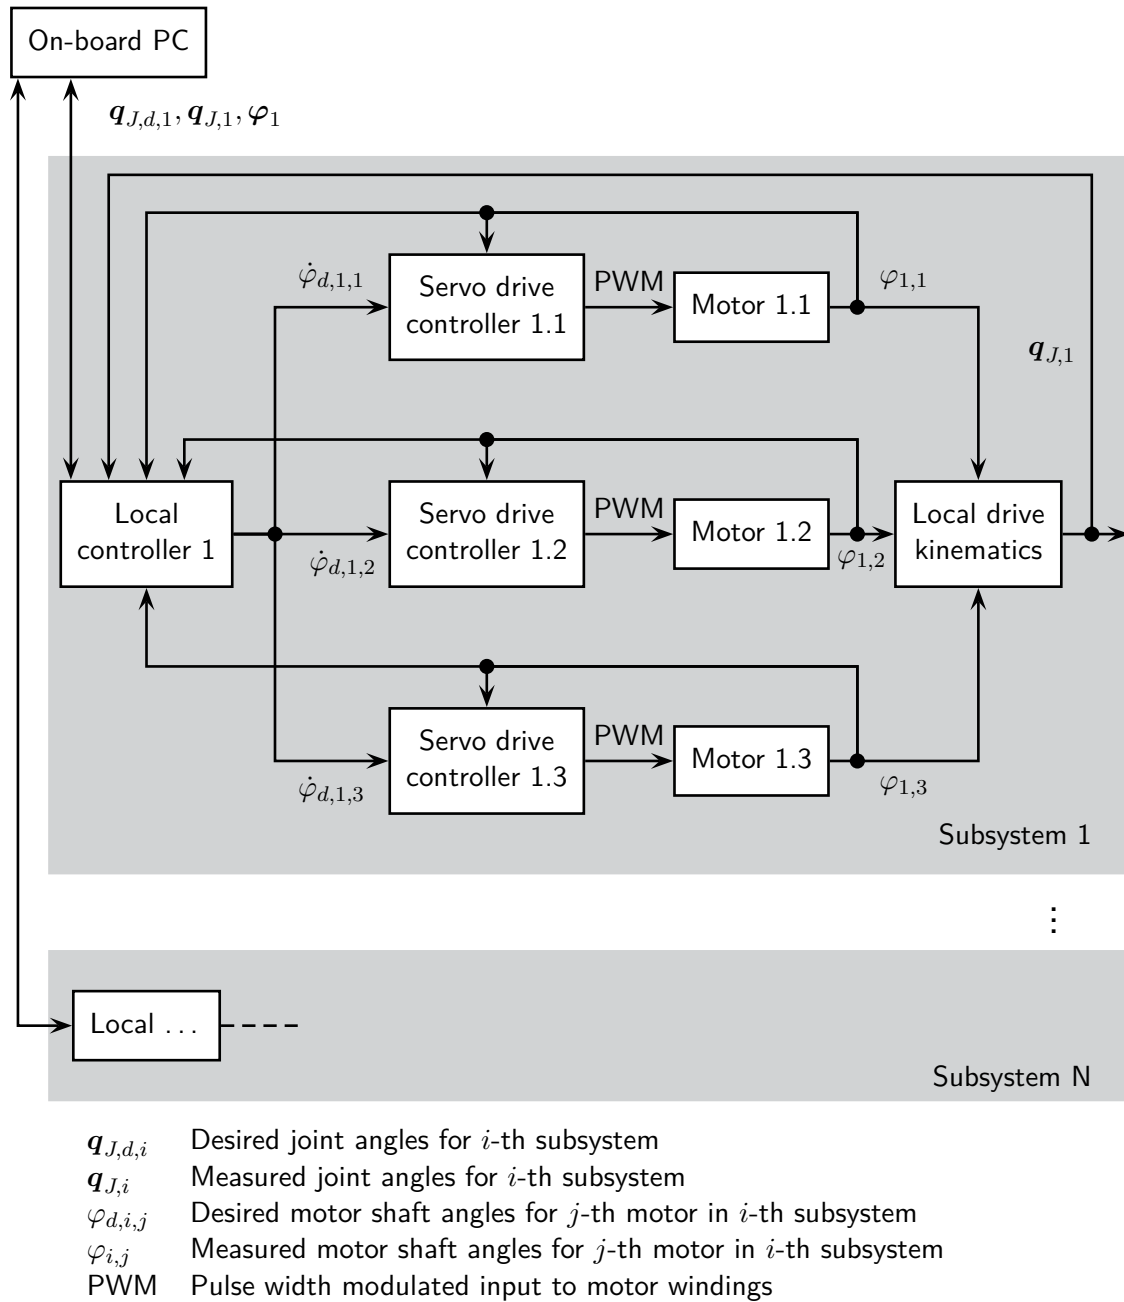 On-board PC
q_{J,d,1}, q_{J,1}, φ_1
φ̇_{d,1,1}
Servo drive
controller 1.1
PWM
Motor 1.1
φ_{1,1}
q_{J,1}
Local
controller 1
φ̇_{d,1,2}
Servo drive
controller 1.2
PWM
Motor 1.2
φ_{1,2}
Local drive
kinematics
φ̇_{d,1,3}
Servo drive
controller 1.3
PWM
Motor 1.3
φ_{1,3}
Subsystem 1
⋮
Local ...
Subsystem N
q_{J,d,i} Desired joint angles for i-th subsystem
q_{J,i} Measured joint angles for i-th subsystem
φ_{d,i,j} Desired motor shaft angles for j-th motor in i-th subsystem
φ_{i,j} Measured motor shaft angles for j-th motor in i-th subsystem
PWM Pulse width modulated input to motor windings